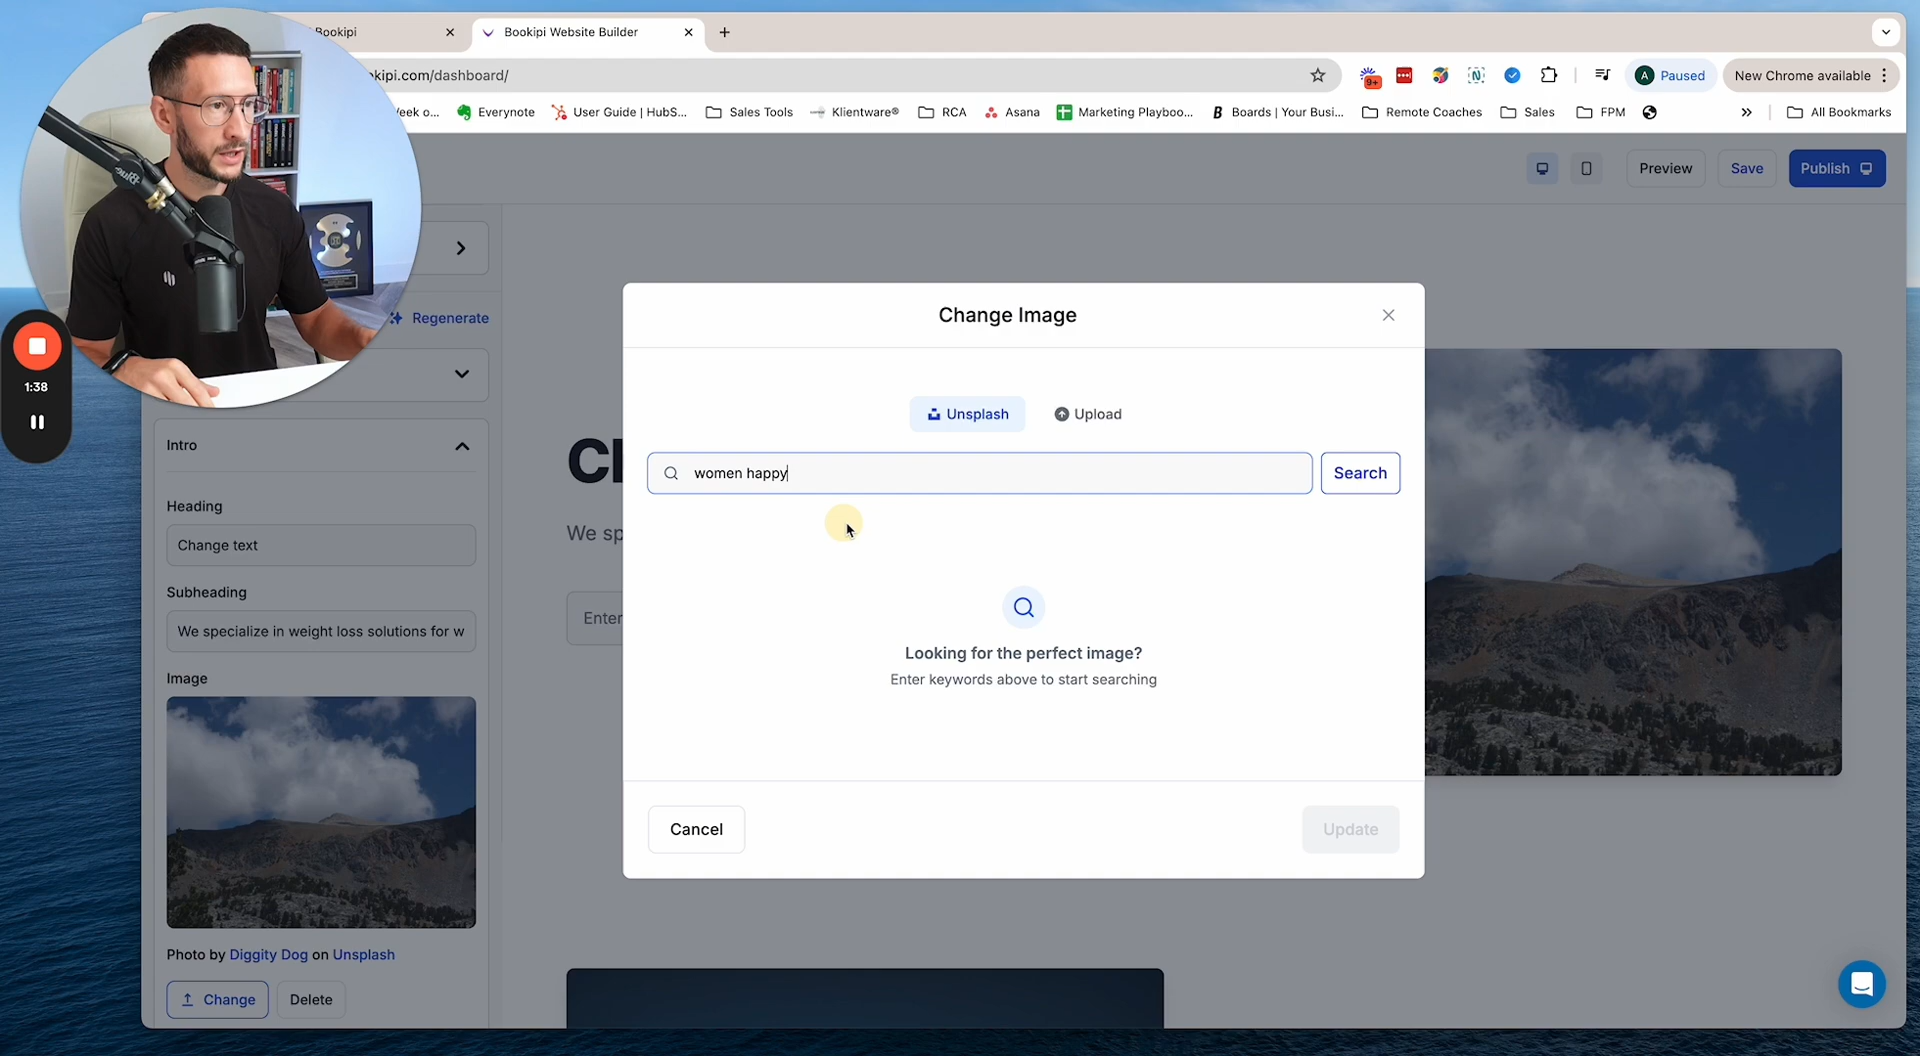 Bookipi
Bookipi Website Builder
kipi.com/dashboard/
9+
N
A
Paused
New Chrome available
eek o...
Everynote
User Guide | HubS...
Sales Tools
Klientware®
RCA
Asana
Marketing Playboo...
B
Boards | Your Busi...
Remote Coaches
Sales
FPM
All Bookmarks
Preview
Save
Publish
Regenerate
1:38
Intro
Heading
Change text
Subheading
We specialize in weight loss solutions for w
Image
Photo by Diggity Dog on Unsplash
Change
Delete
Ch
We sp
Enter
Change Image
Unsplash
Upload
women happy
Search
Looking for the perfect image?
Enter keywords above to start searching
Cancel
Update